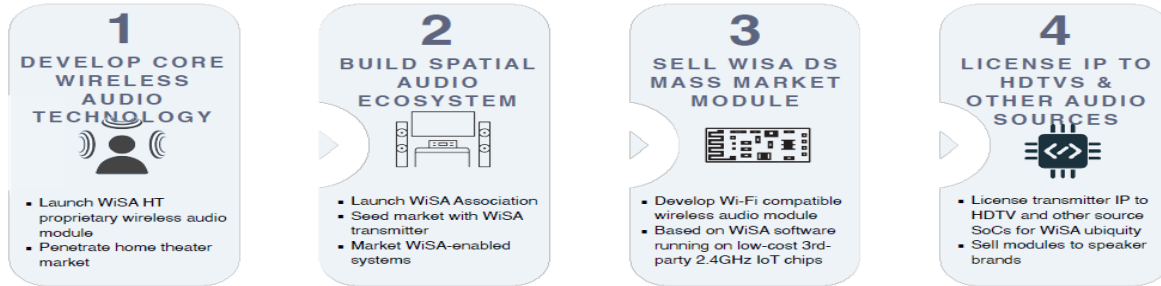 1
DEVELOP CORE
WIRELESS
AUDIO
TECHNOLOGY
▪ Launch WiSA HT
proprietary wireless audio
module
▪ Penetrate home theater
market
2
BUILD SPATIAL
AUDIO
ECOSYSTEM
▪ Launch WiSA Association
▪ Seed market with WiSA
transmitter
▪ Market WiSA-enabled
systems
3
SELL WISA DS
MASS MARKET
MODULE
▪ Develop Wi-Fi compatible
wireless audio module
▪ Based on WiSA software
running on low-cost 3rd-
party 2.4GHz IoT chips
4
LICENSE IP TO
HDTVS &
OTHER AUDIO
SOURCES
▪ License transmitter IP to
HDTV and other source
SoCs for WiSA ubiquity
▪ Sell modules to speaker
brands